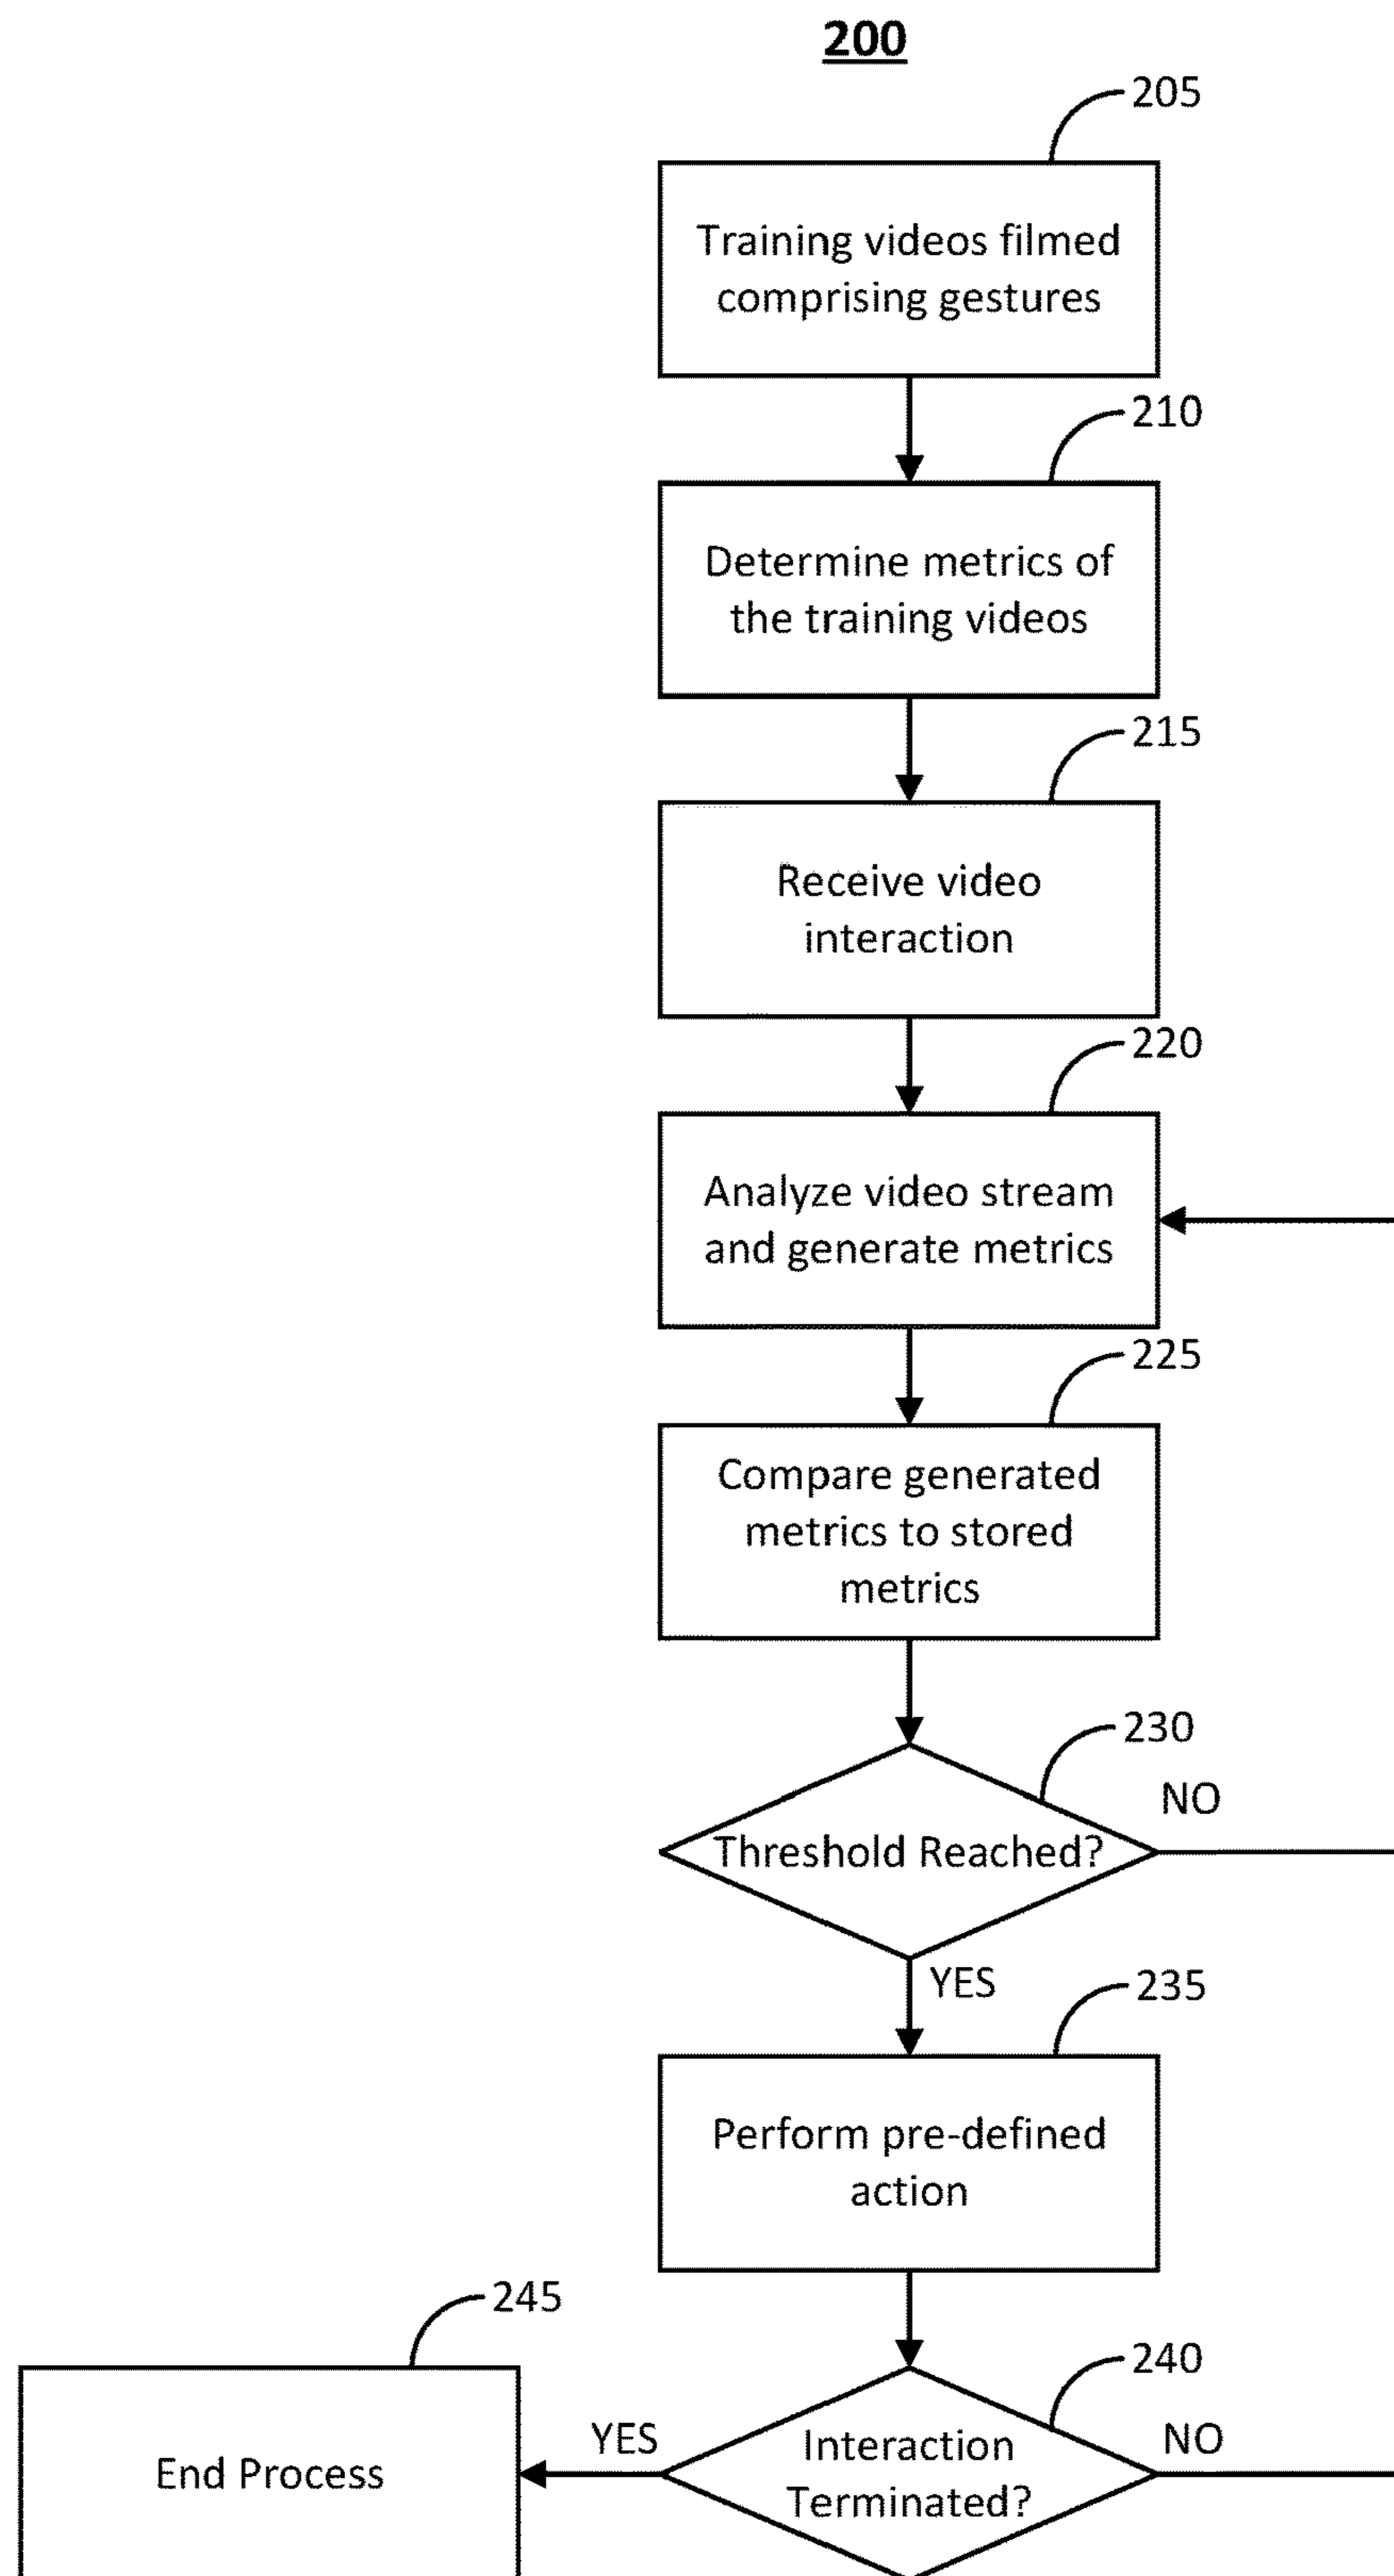 200
205
Training videos filmed
comprising gestures
210
Determine metrics of
the training videos
215
Receive video
interaction
220
Analyze video stream
and generate metrics
225
Compare generated
metrics to stored
metrics
230
NO
Threshold Reached?
YES
235
Perform pre-defined
action
245
240
YES
NO
End Process
Interaction
Terminated?